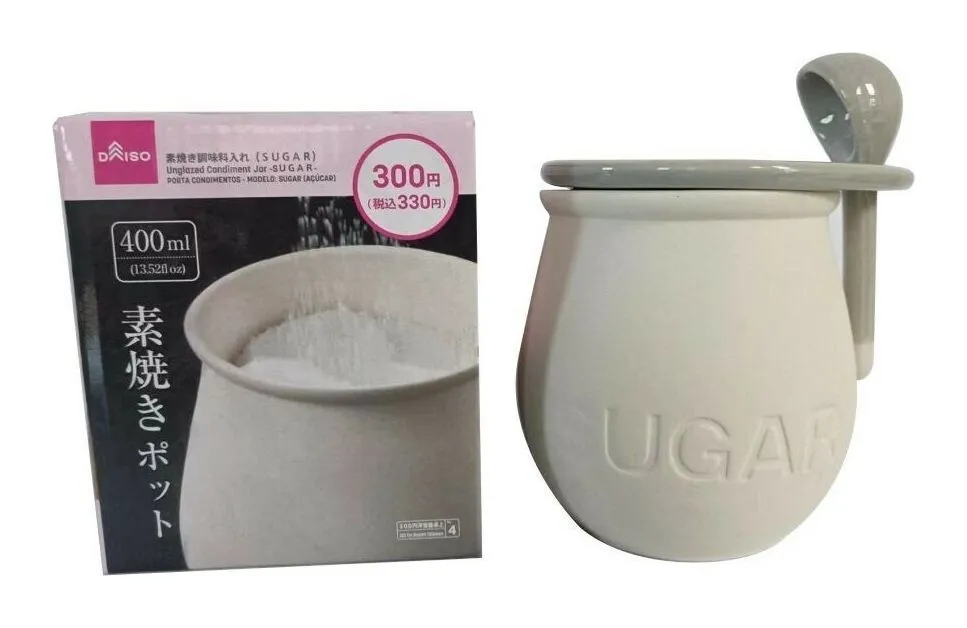 DAISO
素焼き調味料入れ (SUGAR)
Unglazed Condiment Jar -SUGAR-
PORTA CONDIMENTOS - MODELO: SUGAR (AÇÚCAR)
300円
(税込330円)
400ml
(13.52fl oz)
素焼きポット
4
UGAR